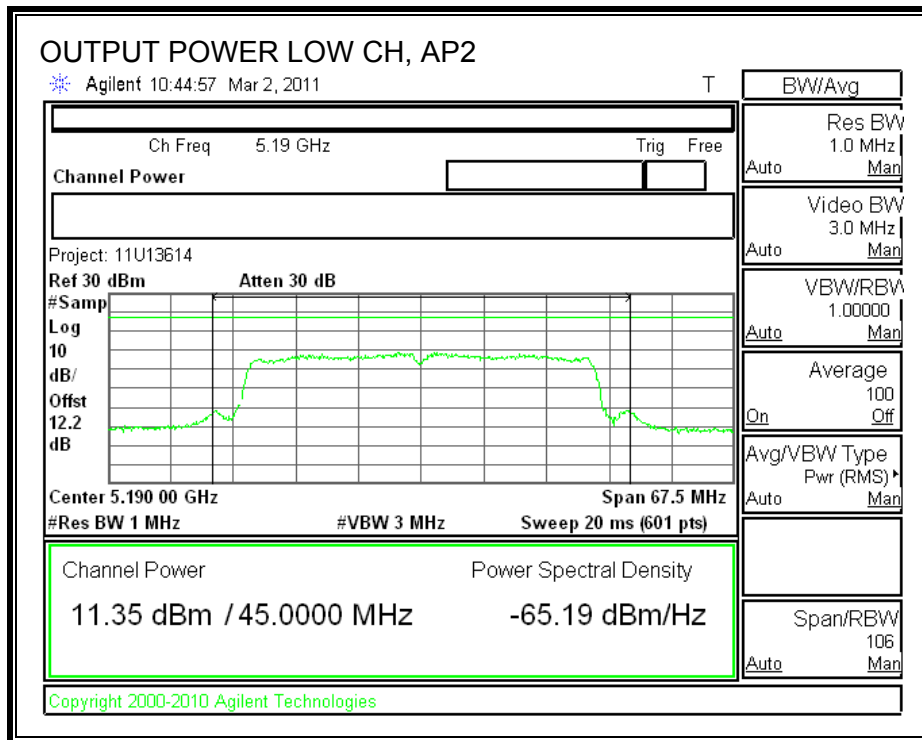 OUTPUT POWER LOW CH, AP2
Agilent 10:44:57 Mar 2, 2011 T
BW/Avg
Ch Freq 5.19 GHz Trig Free
Channel Power
Project: 11U13614
Ref 30 dBm Atten 30 dB
#Samp
Log
10
dB/
Offst
12.2
dB
Center 5.190 00 GHz Span 67.5 MHz
#Res BW 1 MHz #VBW 3 MHz Sweep 20 ms (601 pts)
Channel Power Power Spectral Density
11.35 dBm / 45.0000 MHz -65.19 dBm/Hz
Copyright 2000-2010 Agilent Technologies
Res BW
1.0 MHz
Auto Man
Video BW
3.0 MHz
Auto Man
VBW/RBW
1.00000
Auto Man
Average
100
On Off
Avg/VBW Type
Pwr (RMS)
Auto Man
Span/RBW
106
Auto Man